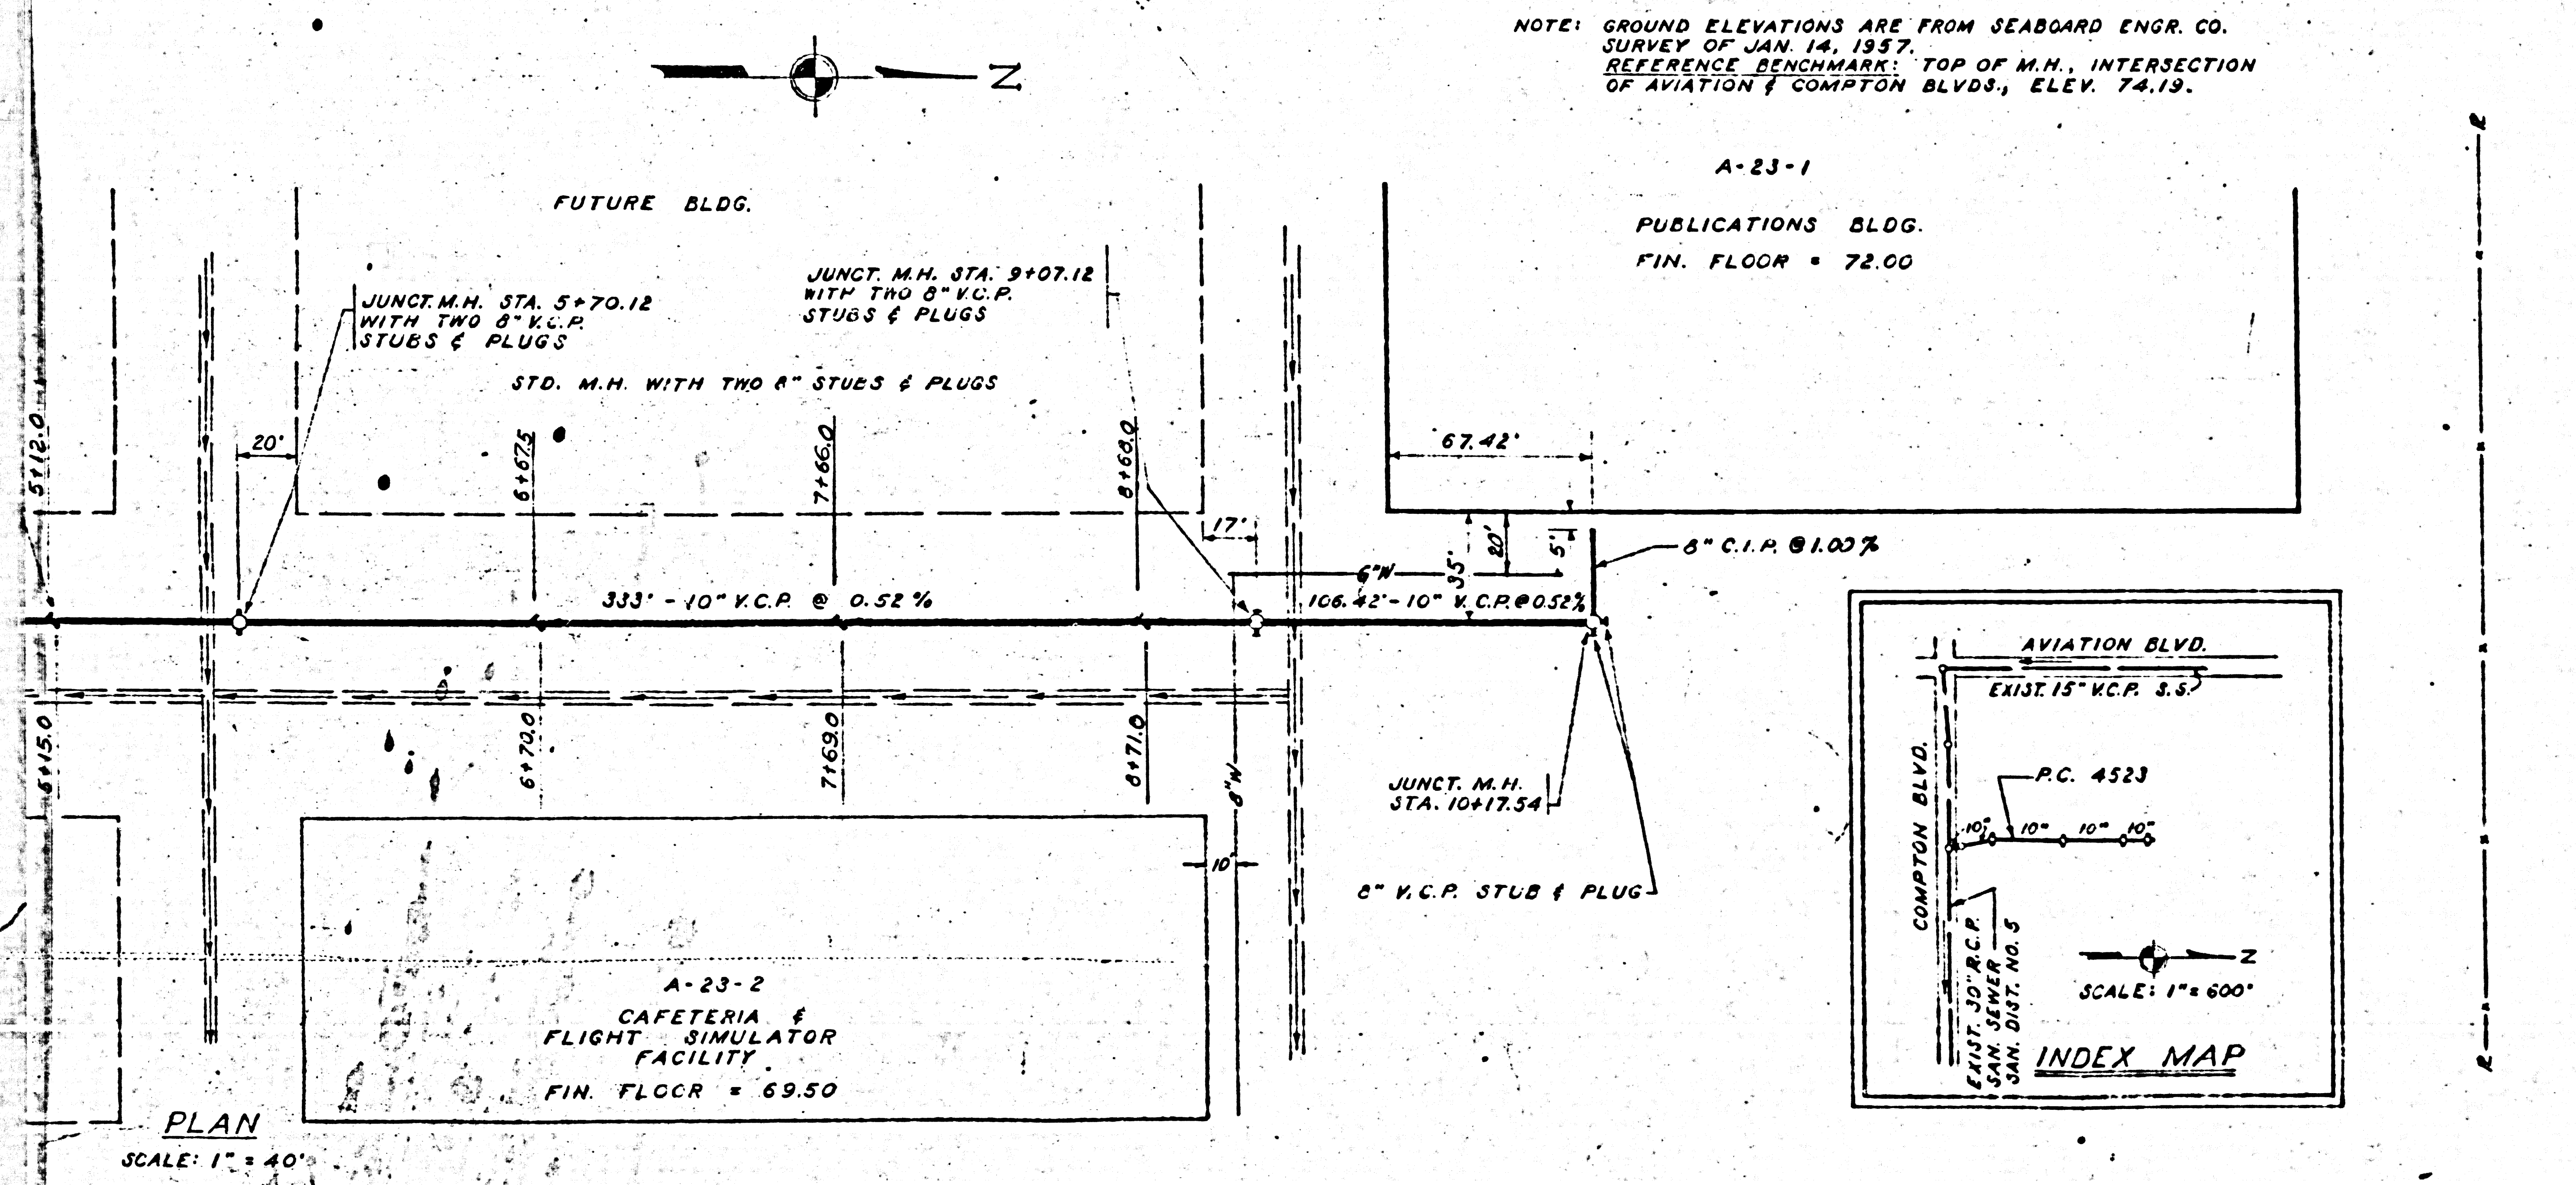 NOTE: GROUND ELEVATIONS ARE FROM SEABOARD ENGR. CO.
SURVEY OF JAN. 14, 1957.
REFERENCE BENCHMARK: TOP OF M.H., INTERSECTION
OF AVIATION & COMPTON BLVDS., ELEV. 74.19.
N
A-23-1
PUBLICATIONS BLDG.
FIN. FLOOR = 72.00
FUTURE BLDG.
JUNCT. M.H. STA. 5+70.12
WITH TWO 8" V.C.P.
STUBS & PLUGS
JUNCT. M.H. STA. 9+07.12
WITH TWO 8" V.C.P.
STUBS & PLUGS
STD. M.H. WITH TWO 8" STUBS & PLUGS
5+12.0
20'
6+67.5
7+66.0
8+68.0
17'
67.42'
35'
20'
5'
8" C.I.P. @ 1.00%
6"W
333' - 10" V.C.P. @ 0.52%
106.42' - 10" V.C.P. @ 0.52%
5+15.0
6+70.0
7+69.0
8+71.0
8"W
10'
JUNCT. M.H.
STA. 10+17.54
8" V.C.P. STUB & PLUG
A-23-2
CAFETERIA &
FLIGHT SIMULATOR
FACILITY
FIN. FLOOR = 69.50
PLAN
SCALE: 1" = 40'
AVIATION BLVD.
EXIST. 15" V.C.P. S.S.
COMPTON BLVD.
P.C. 4523
10"
10"
10"
10"
EXIST. 30" R.C.P.
SAN. SEWER
SAN. DIST. NO. 5
N
SCALE: 1" = 600'
INDEX MAP
R
R